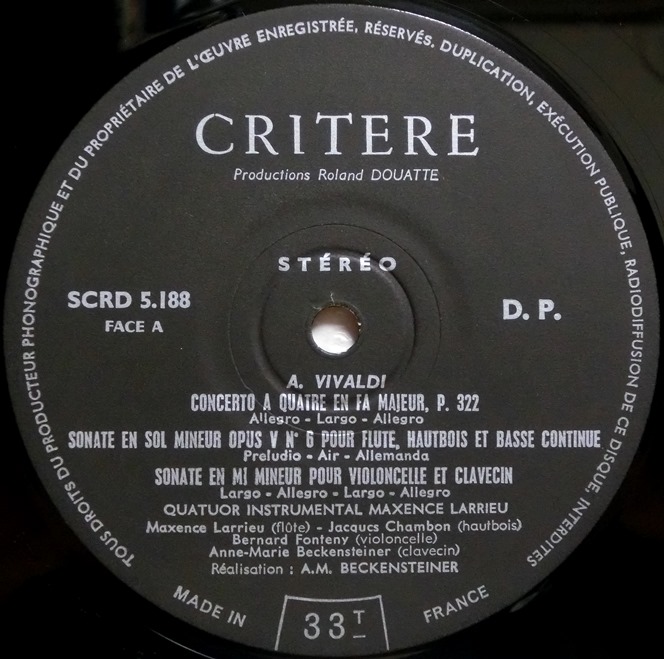 TOUS DROITS DU PRODUCTEUR PHONOGRAPHIQUE ET DU PROPRIÉTAIRE DE L'ŒUVRE ENREGISTRÉE, RÉSERVÉS. DUPLICATION, EXÉCUTION PUBLIQUE, RADIODIFFUSION DE CE DISQUE, INTERDITES
CRITERE
Productions Roland DOUATTE
STÉRÉO
SCRD 5.188
FACE A
D. P.
A. VIVALDI
CONCERTO A QUATRE EN FA MAJEUR, P. 322
Allegro - Largo - Allegro
SONATE EN SOL MINEUR OPUS V N° 6 POUR FLUTE, HAUTBOIS ET BASSE CONTINUE
Preludio - Air - Allemanda
SONATE EN MI MINEUR POUR VIOLONCELLE ET CLAVECIN
Largo - Allegro - Largo - Allegro
QUATUOR INSTRUMENTAL MAXENCE LARRIEU
Maxence Larrieu (flûte) - Jacques Chambon (hautbois)
Bernard Fonteny (violoncelle)
Anne-Marie Beckensteiner (clavecin)
Réalisation : A.M. BECKENSTEINER
MADE IN FRANCE
33 T